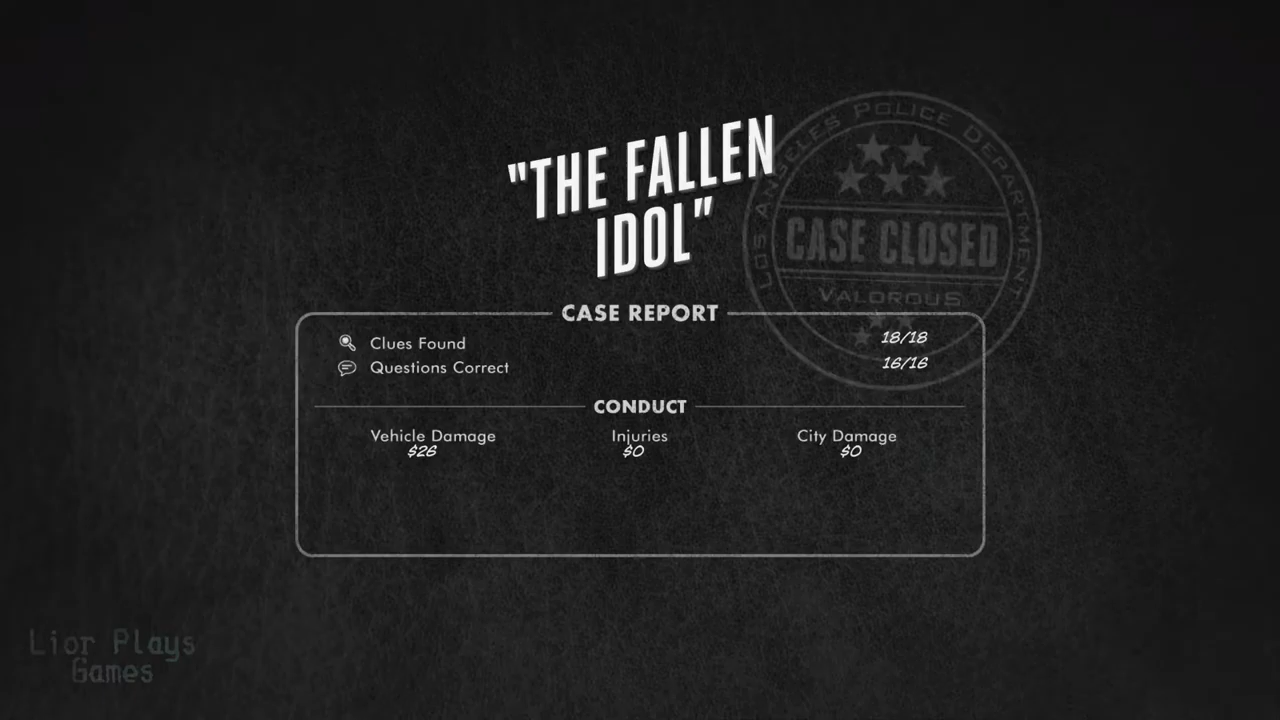 "THE FALLEN
IDOL"
LOS ANGELES POLICE DEPARTMENT
CASE CLOSED
VALOROUS
CASE REPORT
Clues Found 18/18
Questions Correct 16/16
CONDUCT
Vehicle Damage Injuries City Damage
$26 $0 $0
Lior Plays
Games